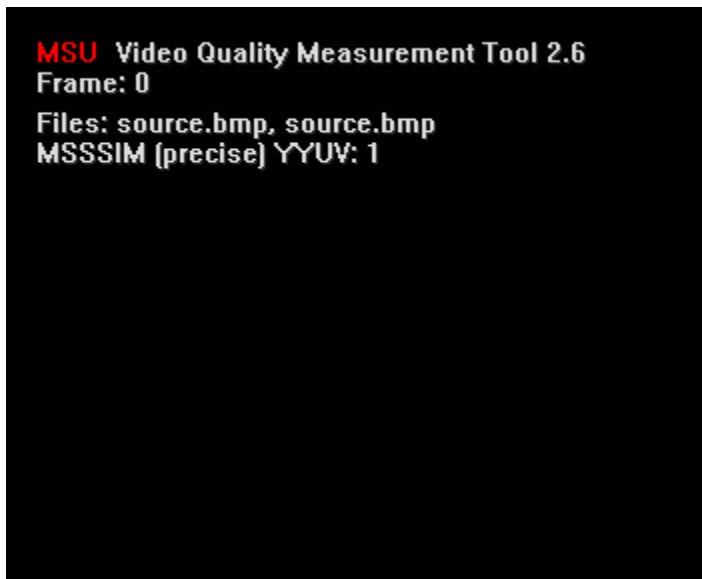 MSU Video Quality Measurement Tool 2.6
Frame: 0
Files: source.bmp, source.bmp
MSSSIM (precise) YYUV: 1